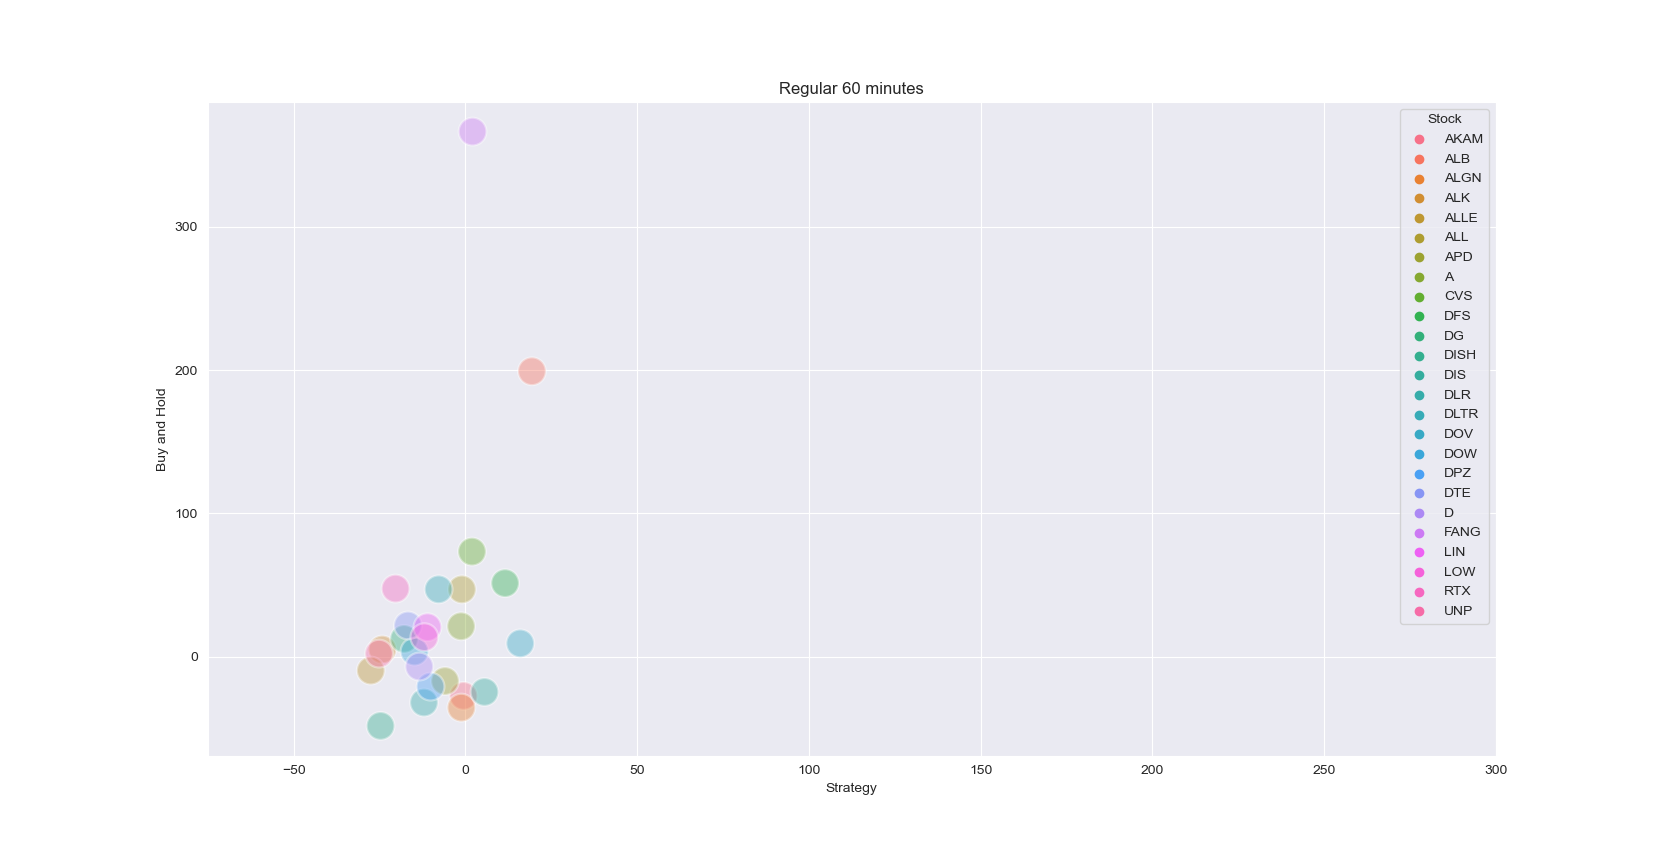 Regular 60 minutes
Stock
AKAM
ALB
ALGN
ALK
ALLE
ALL
APD
A
CVS
DFS
DG
DISH
DIS
DLR
DLTR
DOV
DOW
DPZ
DTE
D
FANG
LIN
LOW
RTX
UNP
Buy and Hold
300
200
100
0
−50
0
50
100
150
200
250
300
Strategy